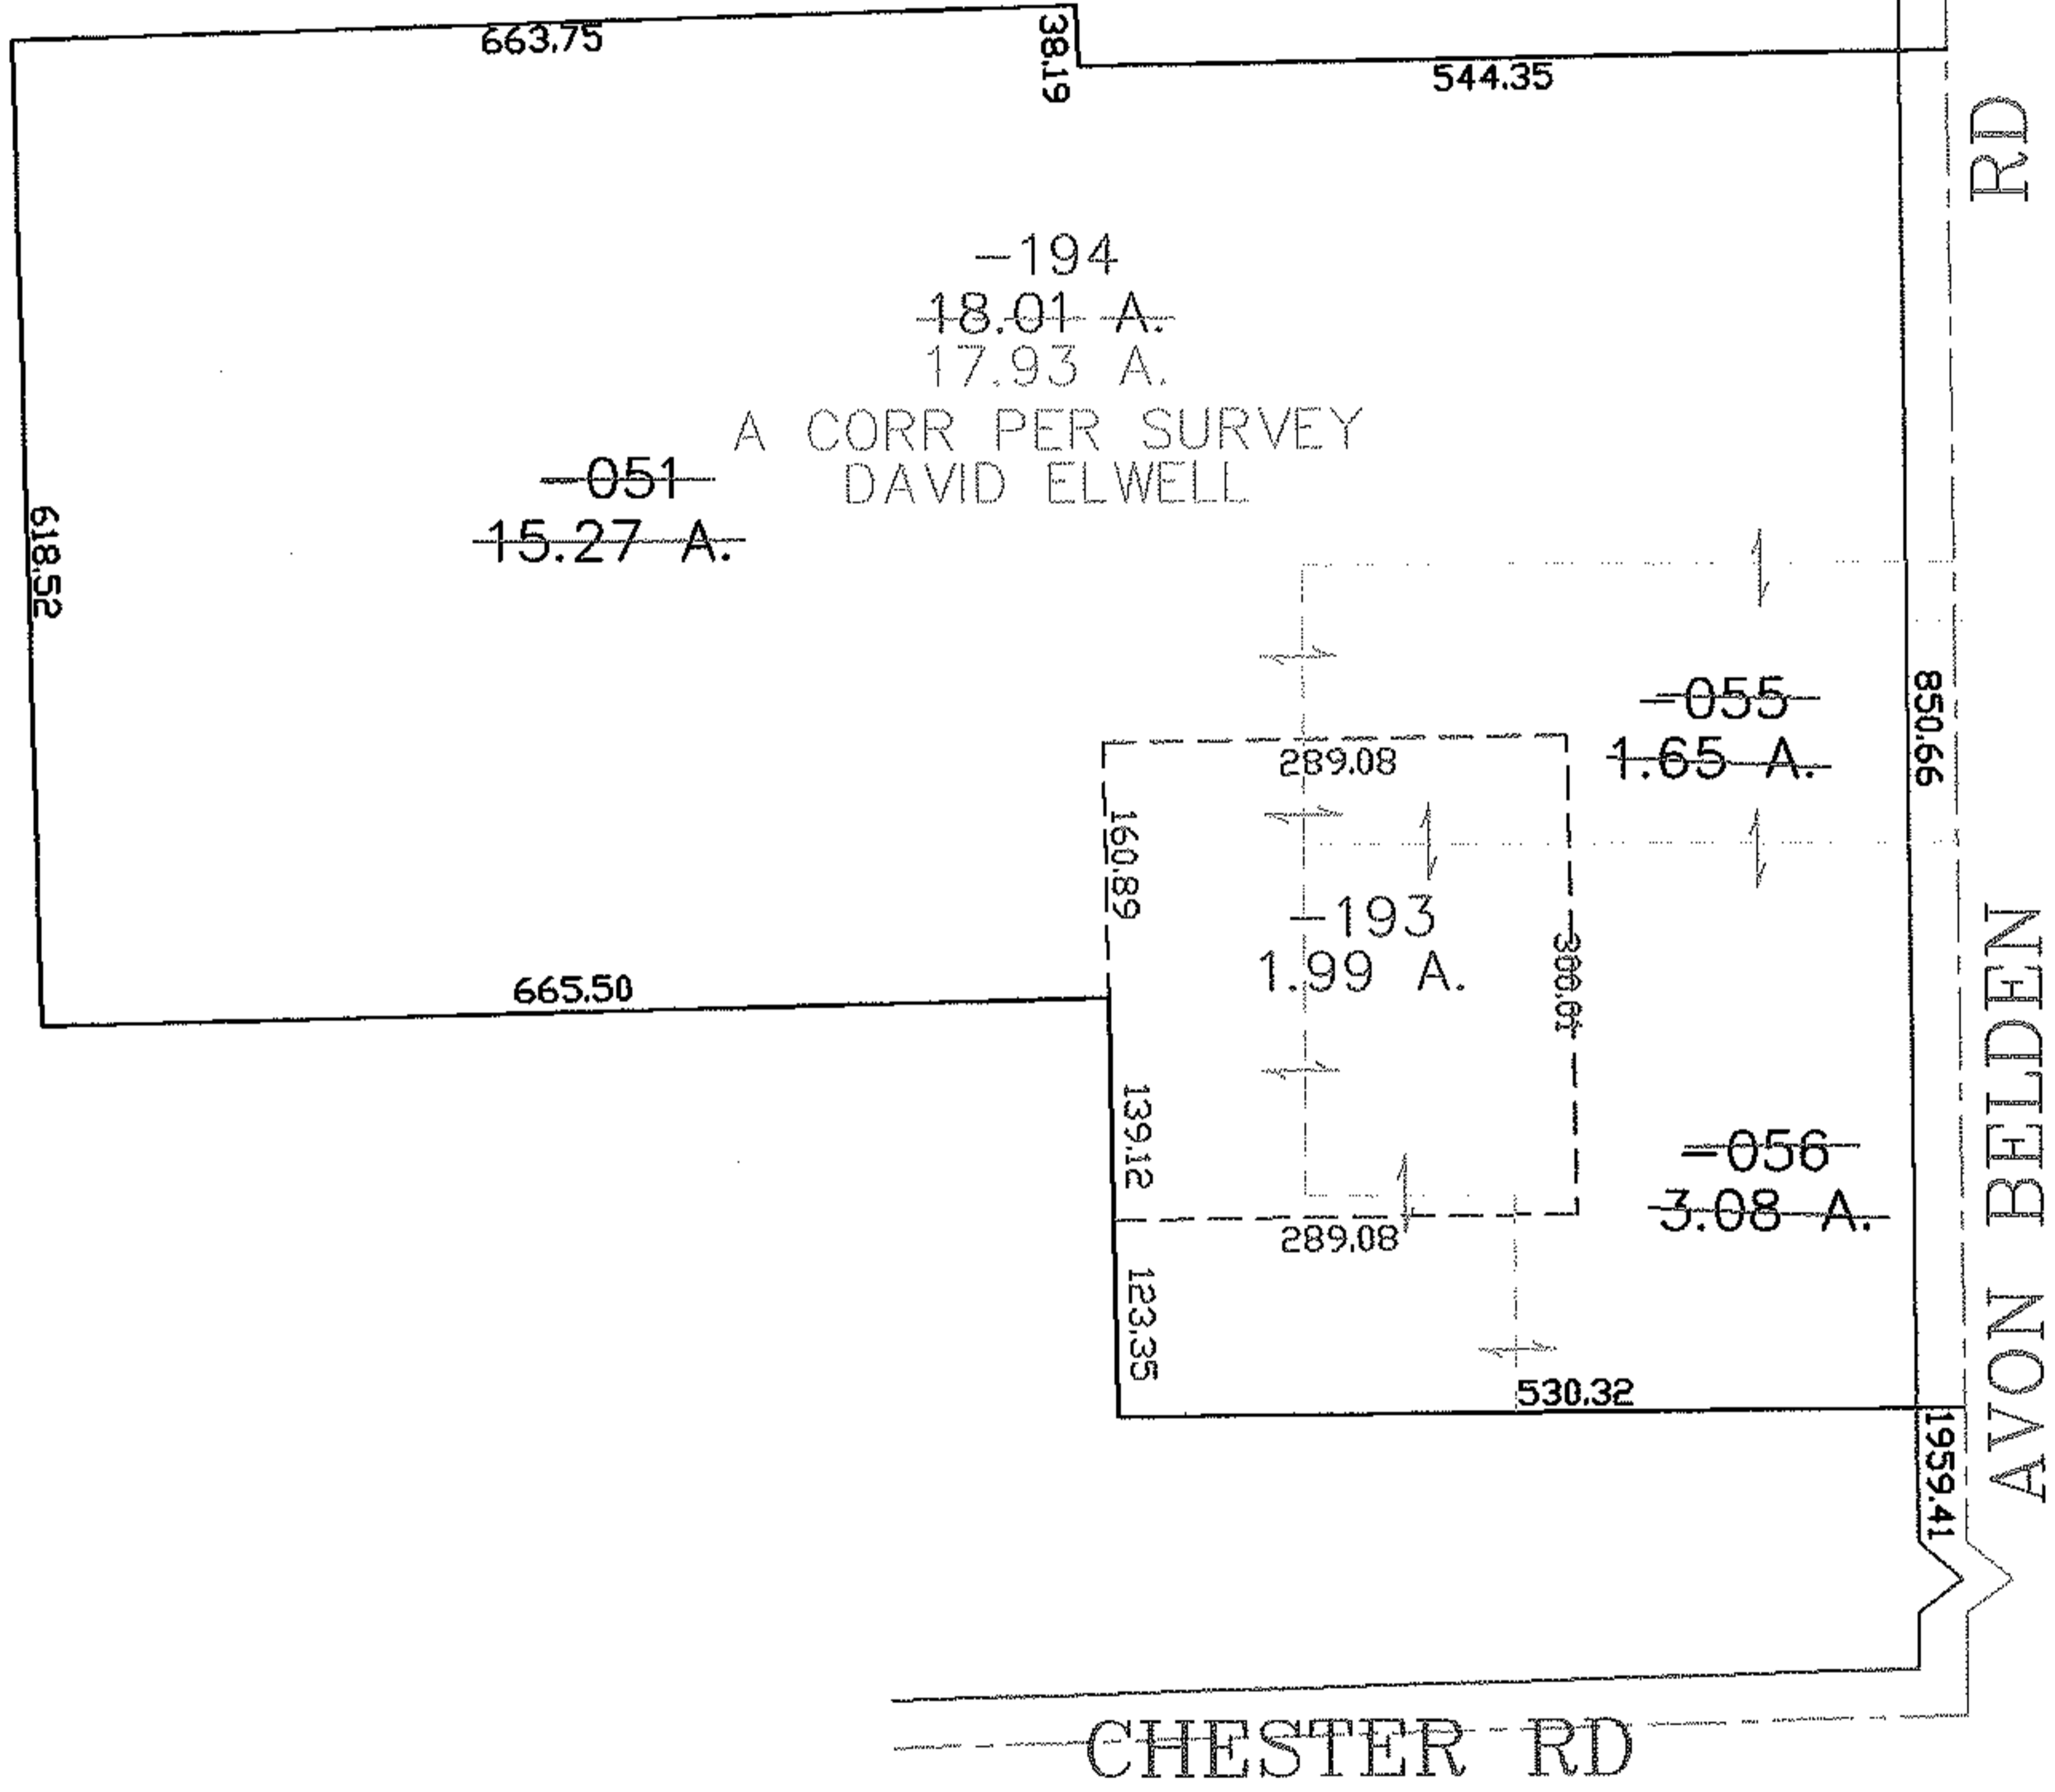 663.75
38.19
544.35
RD
-194
18.01 A.
17.93 A.
A CORR PER SURVEY
DAVID ELWELL
-051
15.27 A.
618.52
-055
1.65 A.
850.66
289.08
160.89
-193
1.99 A.
665.50
139.12
-056
3.08 A.
289.08
123.35
530.32
1959.41
AVON BELDEN
CHESTER RD